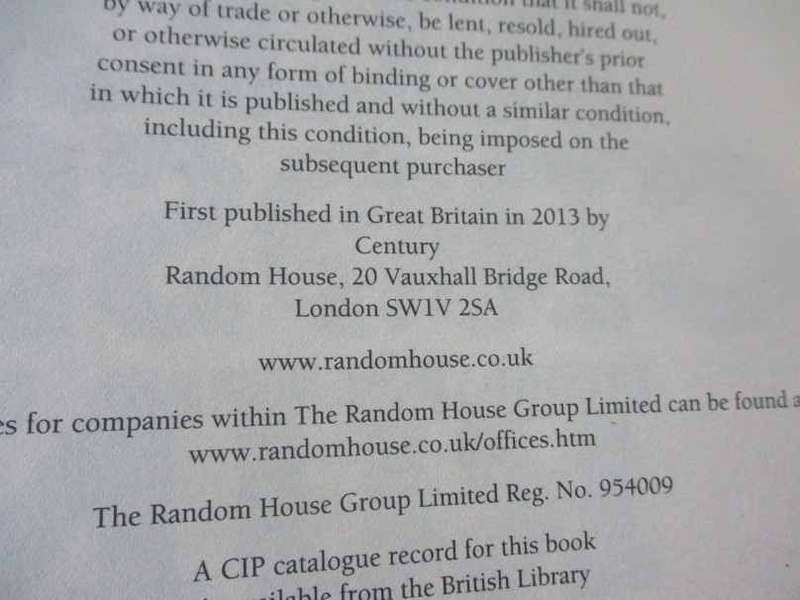 that it shall not,
by way of trade or otherwise, be lent, resold, hired out,
or otherwise circulated without the publisher's prior
consent in any form of binding or cover other than that
in which it is published and without a similar condition,
including this condition, being imposed on the
subsequent purchaser
First published in Great Britain in 2013 by
Century
Random House, 20 Vauxhall Bridge Road,
London SW1V 2SA
www.randomhouse.co.uk
es for companies within The Random House Group Limited can be found a
www.randomhouse.co.uk/offices.htm
The Random House Group Limited Reg. No. 954009
A CIP catalogue record for this book
from the British Library